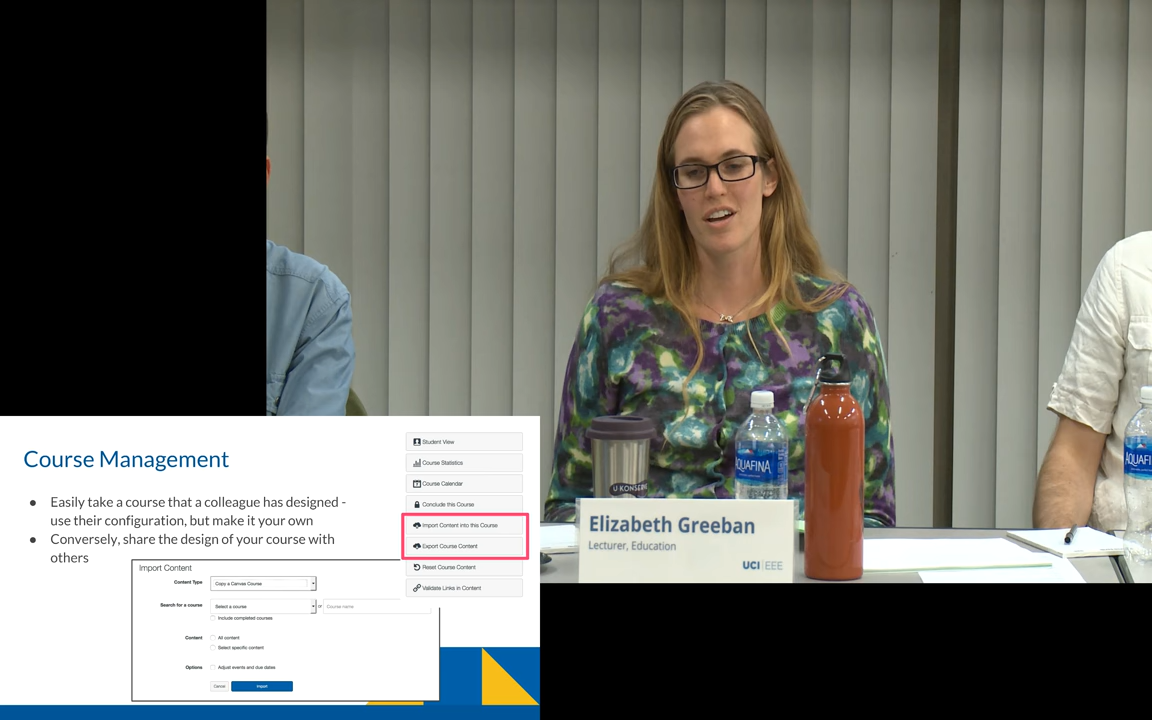 U·KONSER
AQUAFINA
AQUAFI
Elizabeth Greeban
Lecturer, Education
UCI | EEE
Course Management
● Easily take a course that a colleague has designed -
use their configuration, but make it your own
● Conversely, share the design of your course with
others
Student View
Course Statistics
Course Calendar
Conclude this Course
Import Content into this Course
Export Course Content
Reset Course Content
Validate Links in Content
Import Content
Content Type Copy a Canvas Course
Search for a course Select a course or Course name
Include completed courses
Content All content
Select specific content
Options Adjust events and due dates
Cancel Import